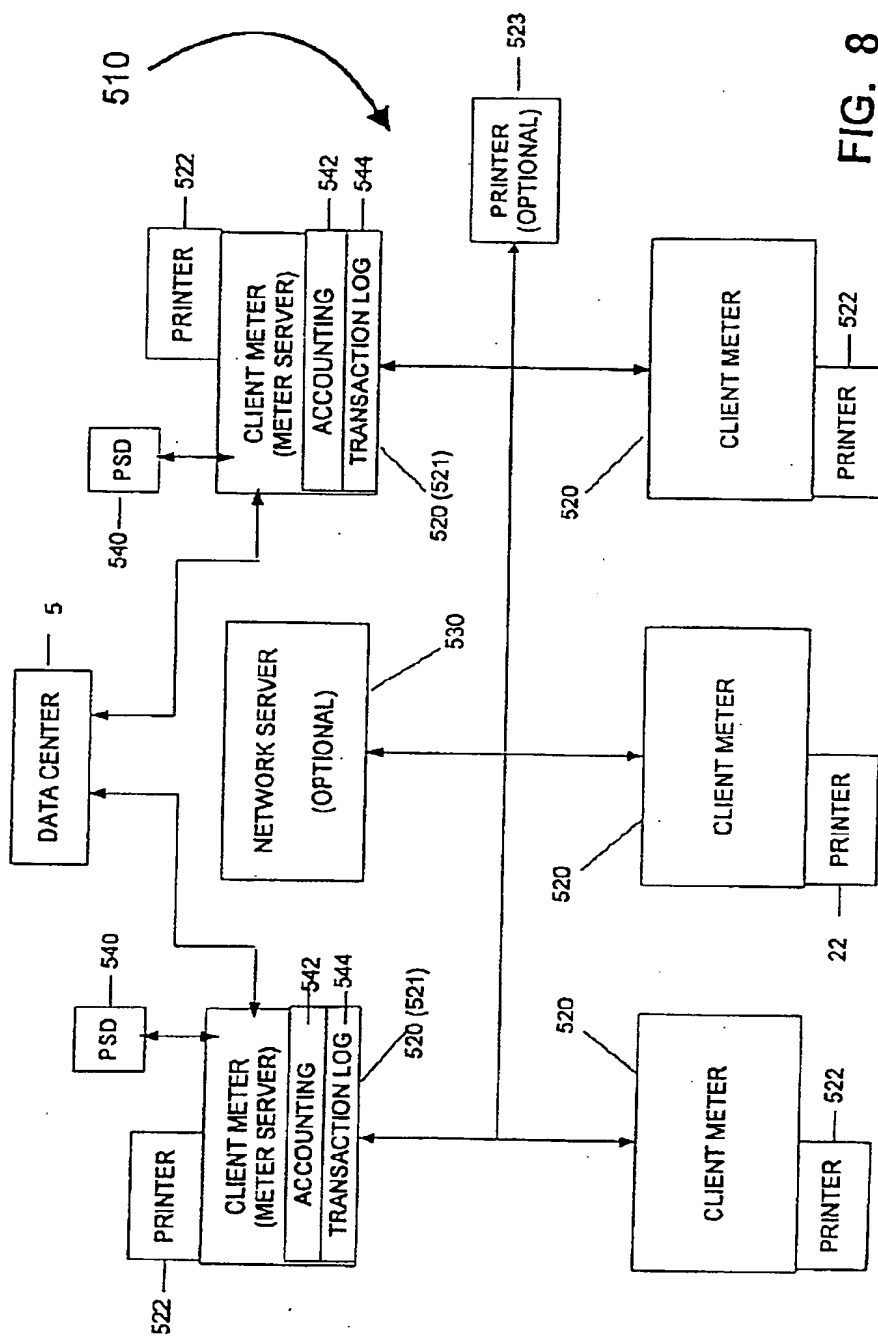 510
DATA CENTER
5
PSD
540
PRINTER
522
CLIENT METER
(METER SERVER)
ACCOUNTING
542
TRANSACTION LOG
544
520 (521)
NETWORK SERVER
(OPTIONAL)
530
PSD
540
PRINTER
522
CLIENT METER
(METER SERVER)
ACCOUNTING
542
TRANSACTION LOG
544
520 (521)
PRINTER
(OPTIONAL)
523
520
CLIENT METER
PRINTER
522
520
CLIENT METER
PRINTER
22
520
CLIENT METER
PRINTER
522
FIG. 8